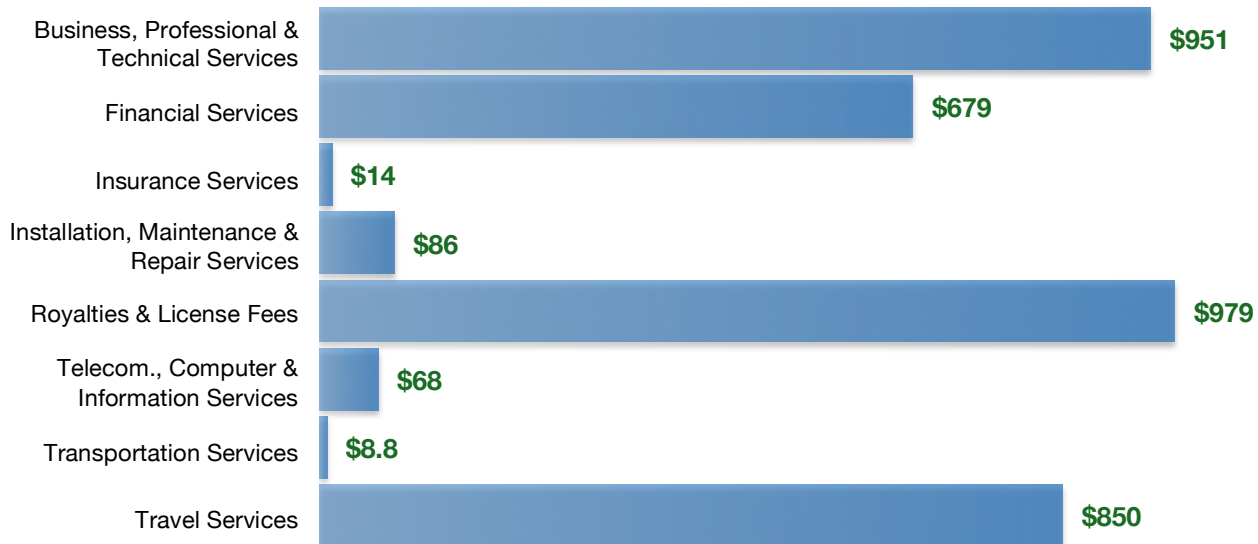 Business, Professional &
Technical Services
$951
Financial Services
$679
Insurance Services
$14
Installation, Maintenance &
Repair Services
$86
Royalties & License Fees
$979
Telecom., Computer &
Information Services
$68
Transportation Services
$8.8
Travel Services
$850